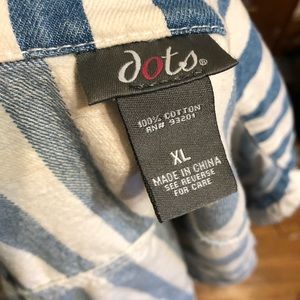 dots®
100% COTTON
RN# 93201
XL
MADE IN CHINA
SEE REVERSE
FOR CARE